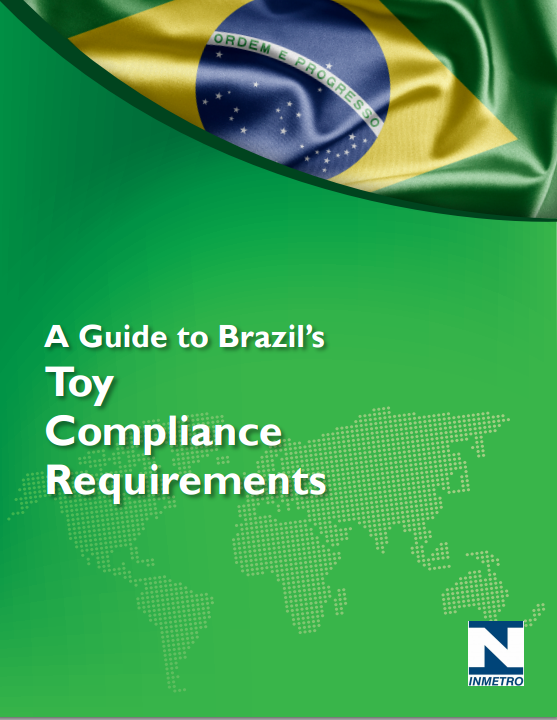 ORDEM E PROGRESSO
A Guide to Brazil’s
Toy
Compliance
Requirements
N
INMETRO